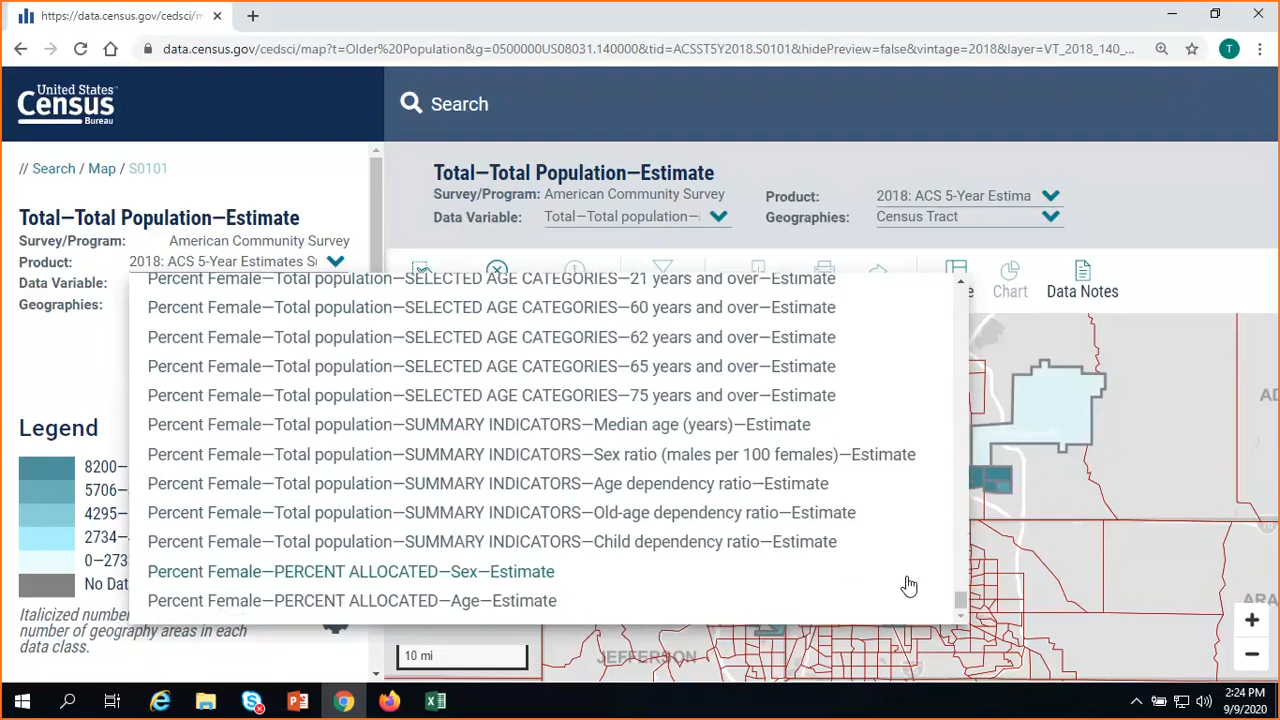 https://data.census.gov/cedsci/m
data.census.gov/cedsci/map?t=Older%20Population&g=0500000US08031.140000&tid=ACSST5Y2018.S0101&hidePreview=false&vintage=2018&layer=VT_2018_140_...
T
United States
Census
Bureau
Search
// Search / Map / S0101
Total—Total Population—Estimate
Survey/Program: American Community Survey
Product: 2018: ACS 5-Year Estimates S
Data Variable:
Geographies:
Total—Total Population—Estimate
Survey/Program: American Community Survey
Data Variable: Total—Total population—
Product: 2018: ACS 5-Year Estima
Geographies: Census Tract
Chart
Data Notes
Percent Female—Total population—SELECTED AGE CATEGORIES—21 years and over—Estimate
Percent Female—Total population—SELECTED AGE CATEGORIES—60 years and over—Estimate
Percent Female—Total population—SELECTED AGE CATEGORIES—62 years and over—Estimate
Percent Female—Total population—SELECTED AGE CATEGORIES—65 years and over—Estimate
Percent Female—Total population—SELECTED AGE CATEGORIES—75 years and over—Estimate
Percent Female—Total population—SUMMARY INDICATORS—Median age (years)—Estimate
Percent Female—Total population—SUMMARY INDICATORS—Sex ratio (males per 100 females)—Estimate
Percent Female—Total population—SUMMARY INDICATORS—Age dependency ratio—Estimate
Percent Female—Total population—SUMMARY INDICATORS—Old-age dependency ratio—Estimate
Percent Female—Total population—SUMMARY INDICATORS—Child dependency ratio—Estimate
Percent Female—PERCENT ALLOCATED—Sex—Estimate
Percent Female—PERCENT ALLOCATED—Age—Estimate
Legend
8200—
5706—
4295—
2734—
0—273
No Dat
Italicized number
number of geography areas in each
data class.
10 mi
JEFFERSON
2:24 PM
9/9/2020